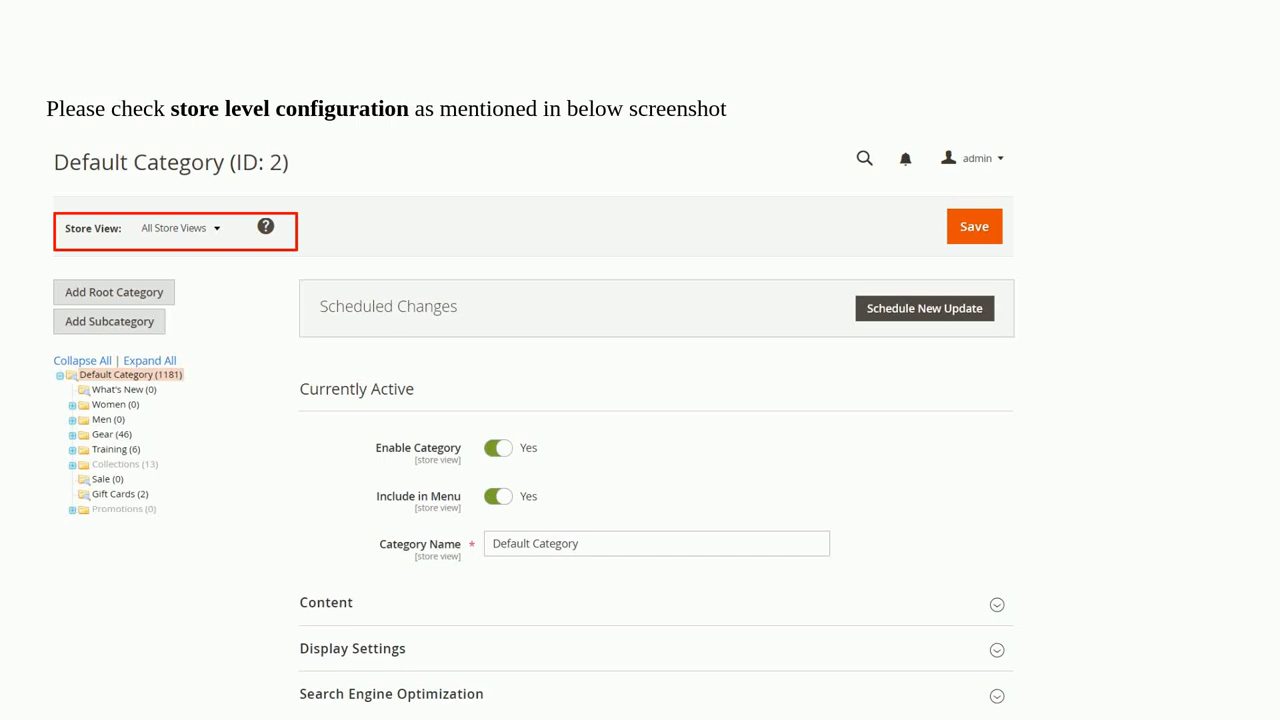 Please check store level configuration as mentioned in below screenshot
Default Category (ID: 2)
admin
Store View: All Store Views ?
Save
Add Root Category
Add Subcategory
Collapse All | Expand All
Default Category (1181)
What's New (0)
Women (0)
Men (0)
Gear (46)
Training (6)
Collections (13)
Sale (0)
Gift Cards (2)
Promotions (0)
Scheduled Changes
Schedule New Update
Currently Active
Enable Category Yes
[store view]
Include in Menu Yes
[store view]
Category Name * Default Category
[store view]
Content
Display Settings
Search Engine Optimization